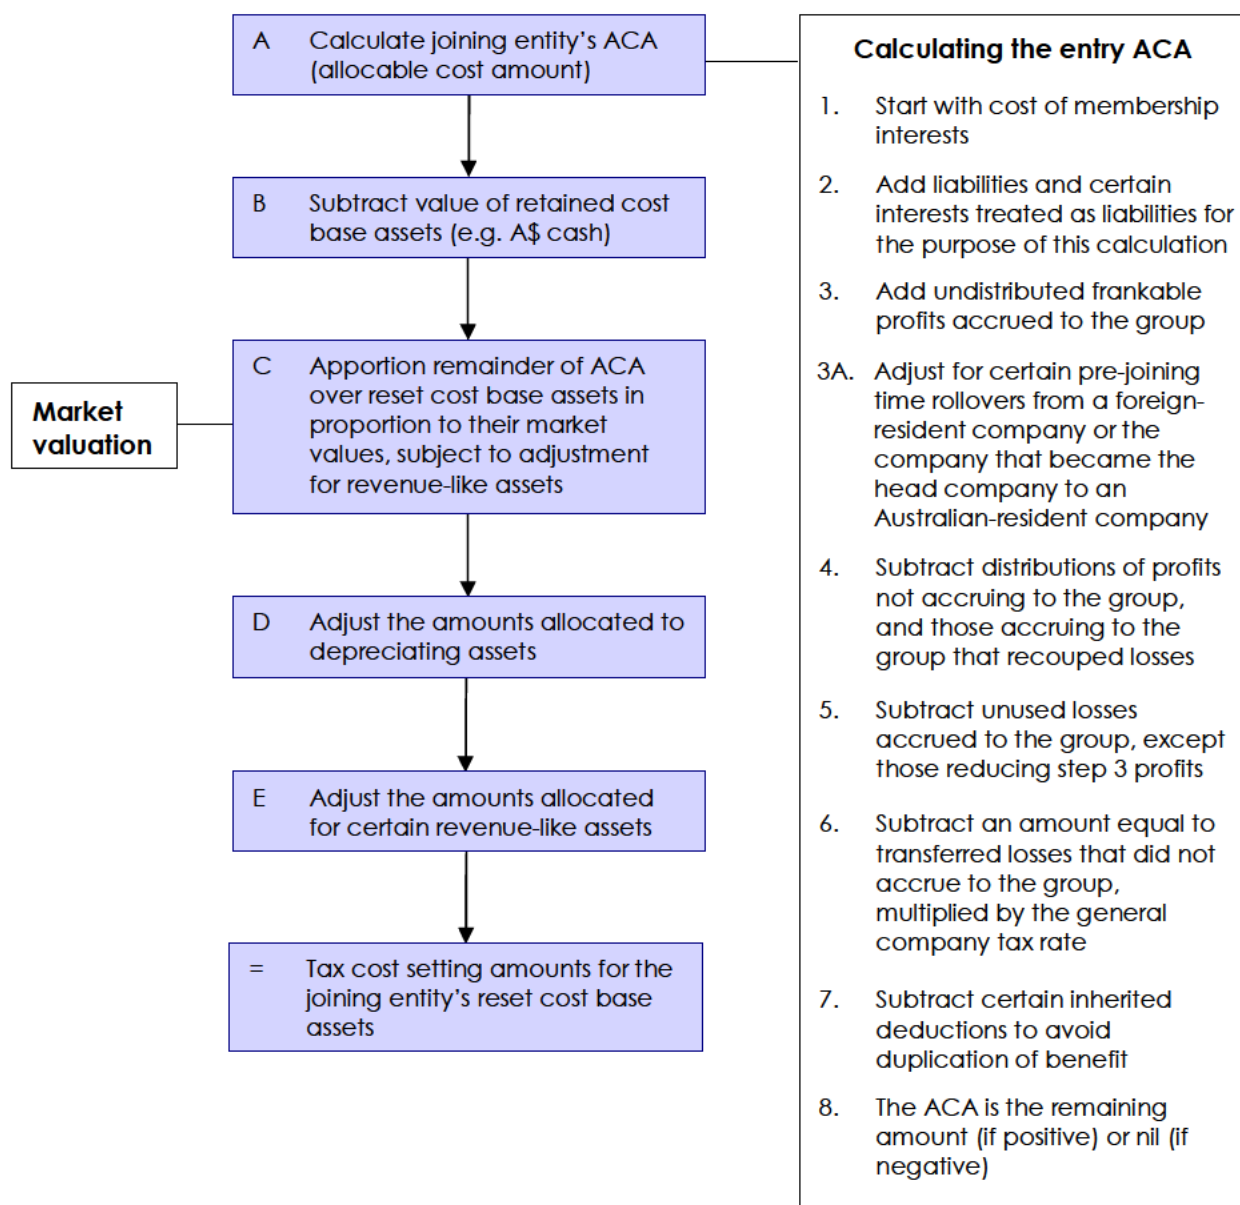 A Calculate joining entity's ACA
(allocable cost amount)
B Subtract value of retained cost
base assets (e.g. A$ cash)
Market
valuation
C Apportion remainder of ACA
over reset cost base assets in
proportion to their market
values, subject to adjustment
for revenue-like assets
D Adjust the amounts allocated to
depreciating assets
E Adjust the amounts allocated
for certain revenue-like assets
= Tax cost setting amounts for the
joining entity's reset cost base
assets
Calculating the entry ACA
1. Start with cost of membership
interests
2. Add liabilities and certain
interests treated as liabilities for
the purpose of this calculation
3. Add undistributed frankable
profits accrued to the group
3A. Adjust for certain pre-joining
time rollovers from a foreign-
resident company or the
company that became the
head company to an
Australian-resident company
4. Subtract distributions of profits
not accruing to the group,
and those accruing to the
group that recouped losses
5. Subtract unused losses
accrued to the group, except
those reducing step 3 profits
6. Subtract an amount equal to
transferred losses that did not
accrue to the group,
multiplied by the general
company tax rate
7. Subtract certain inherited
deductions to avoid
duplication of benefit
8. The ACA is the remaining
amount (if positive) or nil (if
negative)